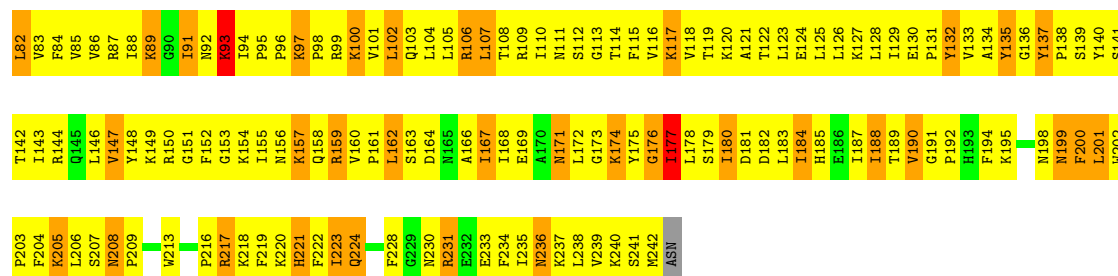 L82 V83 F84 V85 V86 R87 I88 K89 G90 I91 N92 K93 I94 P95 P96 K97 P98 R99 K100 V101 L102 Q103 L104 L105 R106 L107 T108 R109 I110 N111 S112 G113 T114 F115 V116 K117 V118 T119 K120 A121 T122 L123 E124 L125 L126 K127 L128 I129 E130 P131 Y132 V133 A134 Y135 G136 Y137 P138 S139 Y140 S141
T142 I143 R144 Q145 L146 V147 Y148 K149 R150 G151 F152 G153 K154 I155 N156 K157 Q158 R159 V160 P161 L162 S163 D164 N165 A166 I167 I168 E169 A170 N171 L172 G173 K174 Y175 G176 I177 L178 S179 I180 D181 D182 L183 I184 H185 E186 I187 I188 T189 V190 G191 P192 H193 F194 K195 N198 N199 F200 L201 W202
P203 F204 K205 L206 S207 N208 P209 W213 P216 R217 K218 F219 K220 H221 F222 I223 Q224 F228 G229 N230 R231 E232 E233 F234 I235 N236 K237 L238 V239 K240 S241 M242 ASN